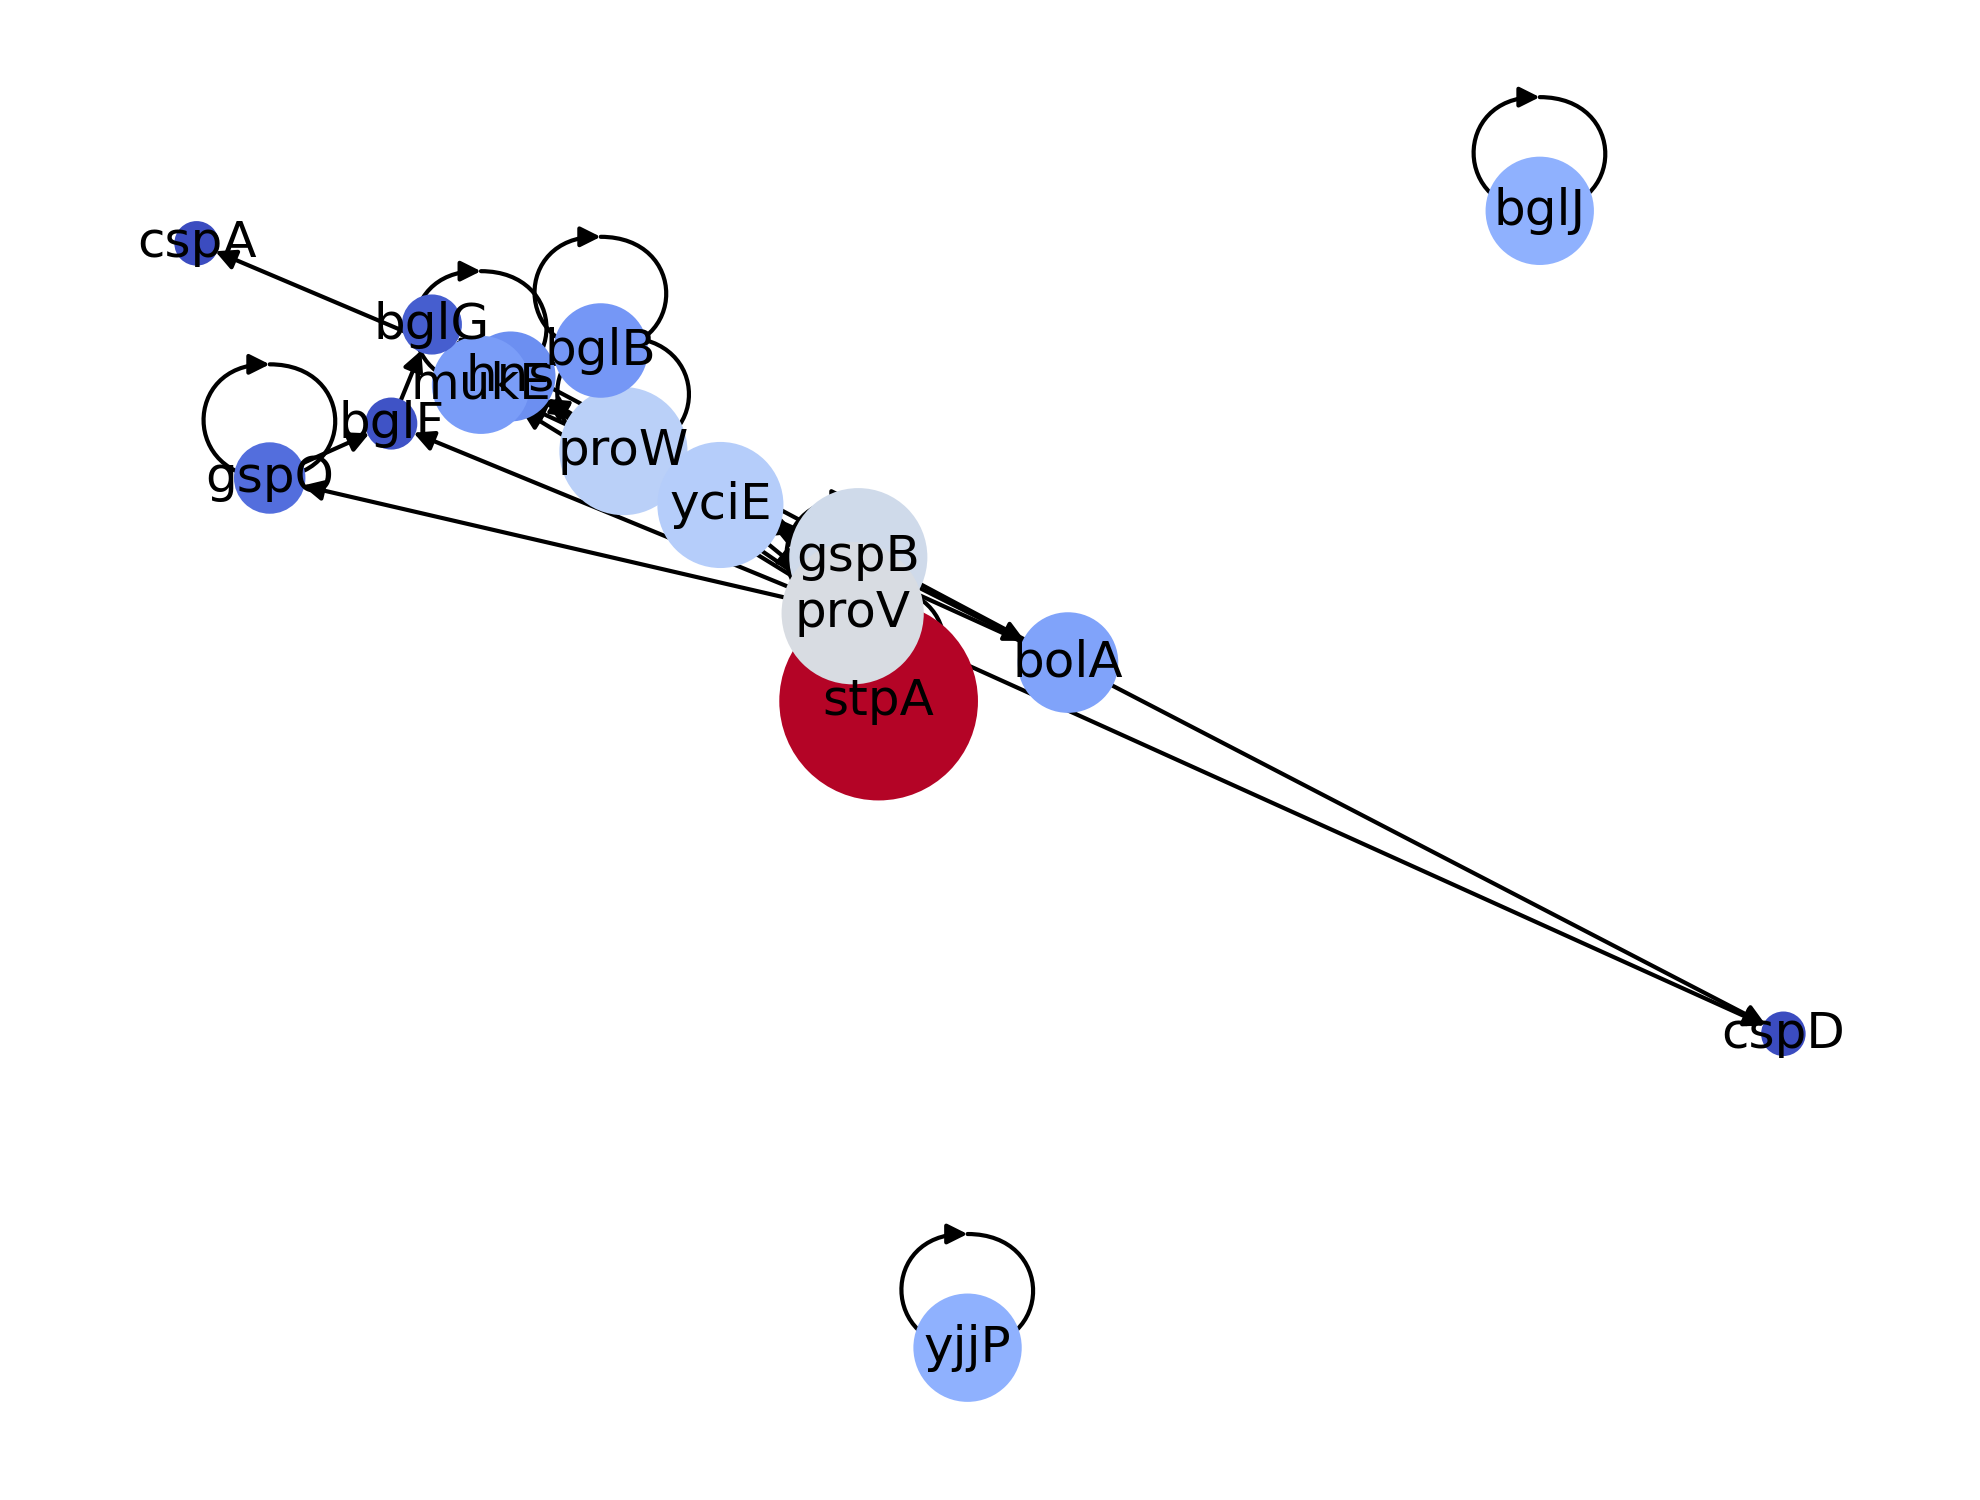 bglJ
cspA
bglG
bglB
hns
mukE
bglF
proW
gspO
yciE
gspB
proV
bolA
stpA
cspD
yjjP